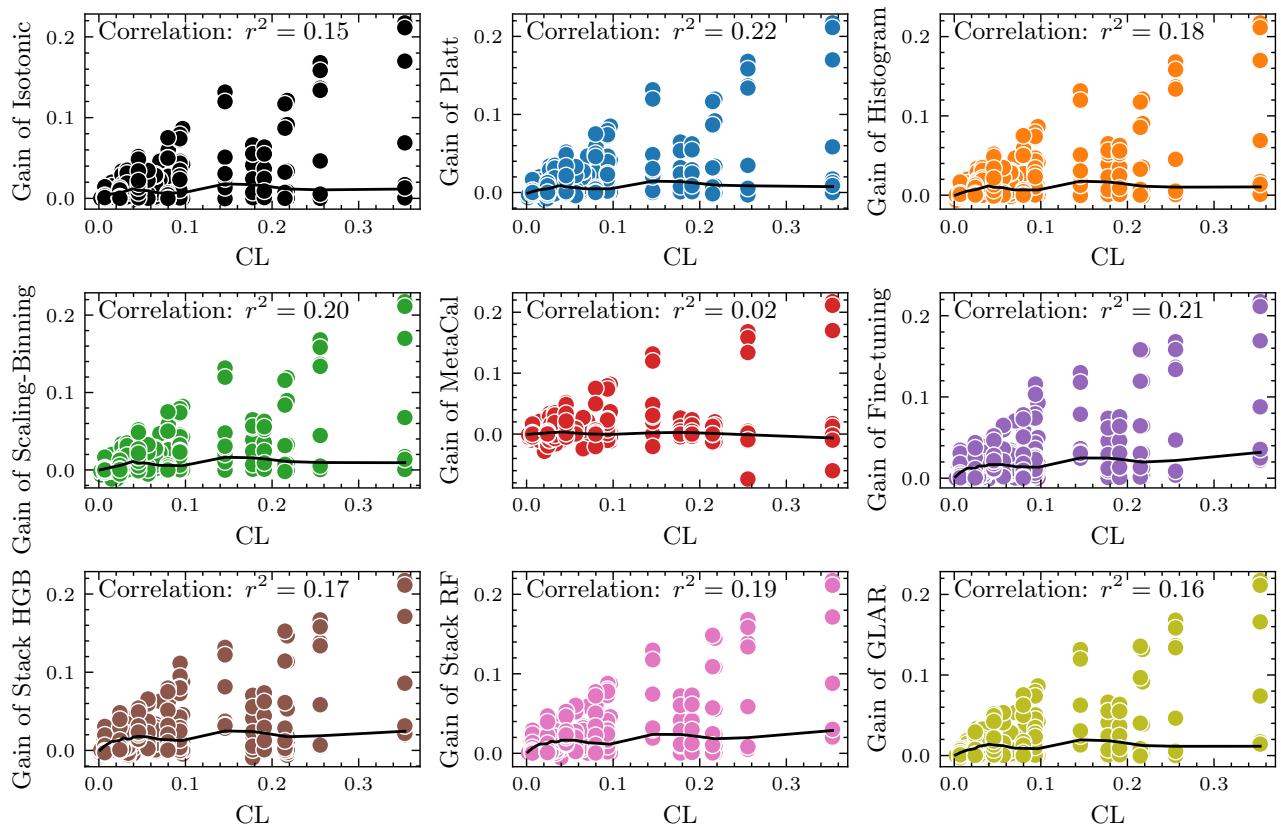 Correlation: r² = 0.15
Gain of Isotonic
0.2
0.1
0.0
0.0
0.1
0.2
0.3
CL
Correlation: r² = 0.22
Gain of Platt
0.2
0.1
0.0
0.0
0.1
0.2
0.3
CL
Correlation: r² = 0.18
Gain of Histogram
0.2
0.1
0.0
0.0
0.1
0.2
0.3
CL
Correlation: r² = 0.20
Gain of Scaling-Binning
0.2
0.1
0.0
0.0
0.1
0.2
0.3
CL
Correlation: r² = 0.02
Gain of MetaCal
0.2
0.1
0.0
0.0
0.1
0.2
0.3
CL
Correlation: r² = 0.21
Gain of Fine-tuning
0.2
0.1
0.0
0.0
0.1
0.2
0.3
CL
Correlation: r² = 0.17
Gain of Stack HGB
0.2
0.1
0.0
0.0
0.1
0.2
0.3
CL
Correlation: r² = 0.19
Gain of Stack RF
0.2
0.1
0.0
0.0
0.1
0.2
0.3
CL
Correlation: r² = 0.16
Gain of GLAR
0.2
0.1
0.0
0.0
0.1
0.2
0.3
CL